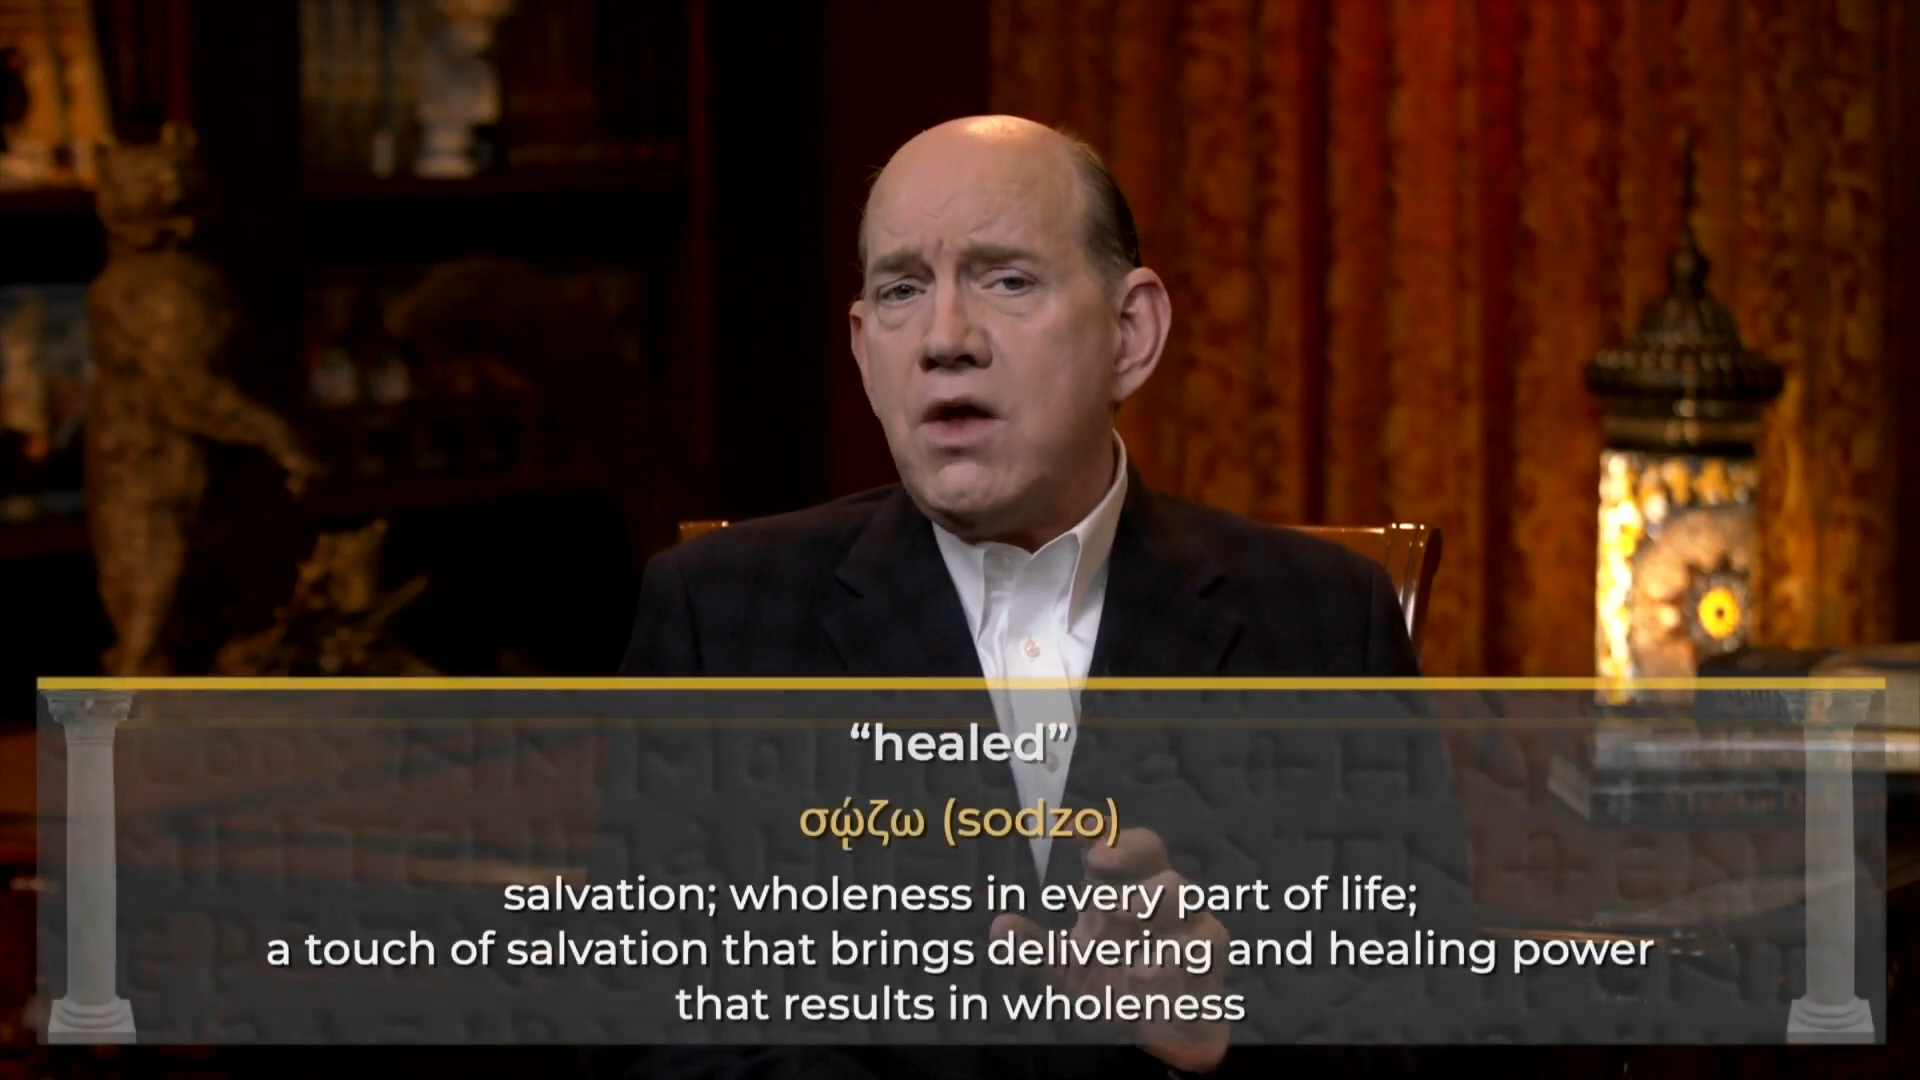 “healed”
σῴζω (sodzo)
salvation; wholeness in every part of life;
a touch of salvation that brings delivering and healing power
that results in wholeness